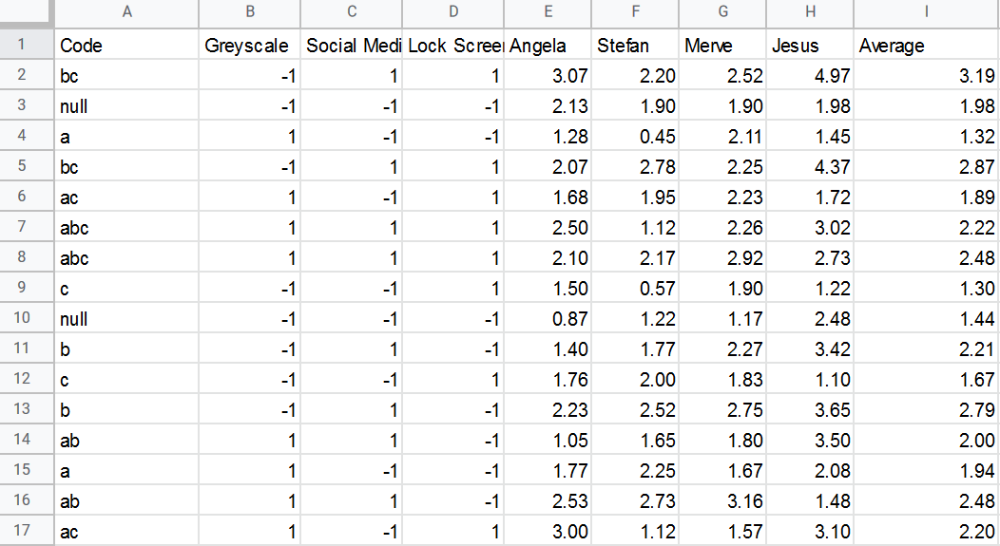 A B C D E F G H I
1 Code Greyscale Social Medi Lock Screen Angela Stefan Merve Jesus Average
2 bc -1 1 1 3.07 2.20 2.52 4.97 3.19
3 null -1 -1 -1 2.13 1.90 1.90 1.98 1.98
4 a 1 -1 -1 1.28 0.45 2.11 1.45 1.32
5 bc -1 1 1 2.07 2.78 2.25 4.37 2.87
6 ac 1 -1 1 1.68 1.95 2.23 1.72 1.89
7 abc 1 1 1 2.50 1.12 2.26 3.02 2.22
8 abc 1 1 1 2.10 2.17 2.92 2.73 2.48
9 c -1 -1 1 1.50 0.57 1.90 1.22 1.30
10 null -1 -1 -1 0.87 1.22 1.17 2.48 1.44
11 b -1 1 -1 1.40 1.77 2.27 3.42 2.21
12 c -1 -1 1 1.76 2.00 1.83 1.10 1.67
13 b -1 1 -1 2.23 2.52 2.75 3.65 2.79
14 ab 1 1 -1 1.05 1.65 1.80 3.50 2.00
15 a 1 -1 -1 1.77 2.25 1.67 2.08 1.94
16 ab 1 1 -1 2.53 2.73 3.16 1.48 2.48
17 ac 1 -1 1 3.00 1.12 1.57 3.10 2.20